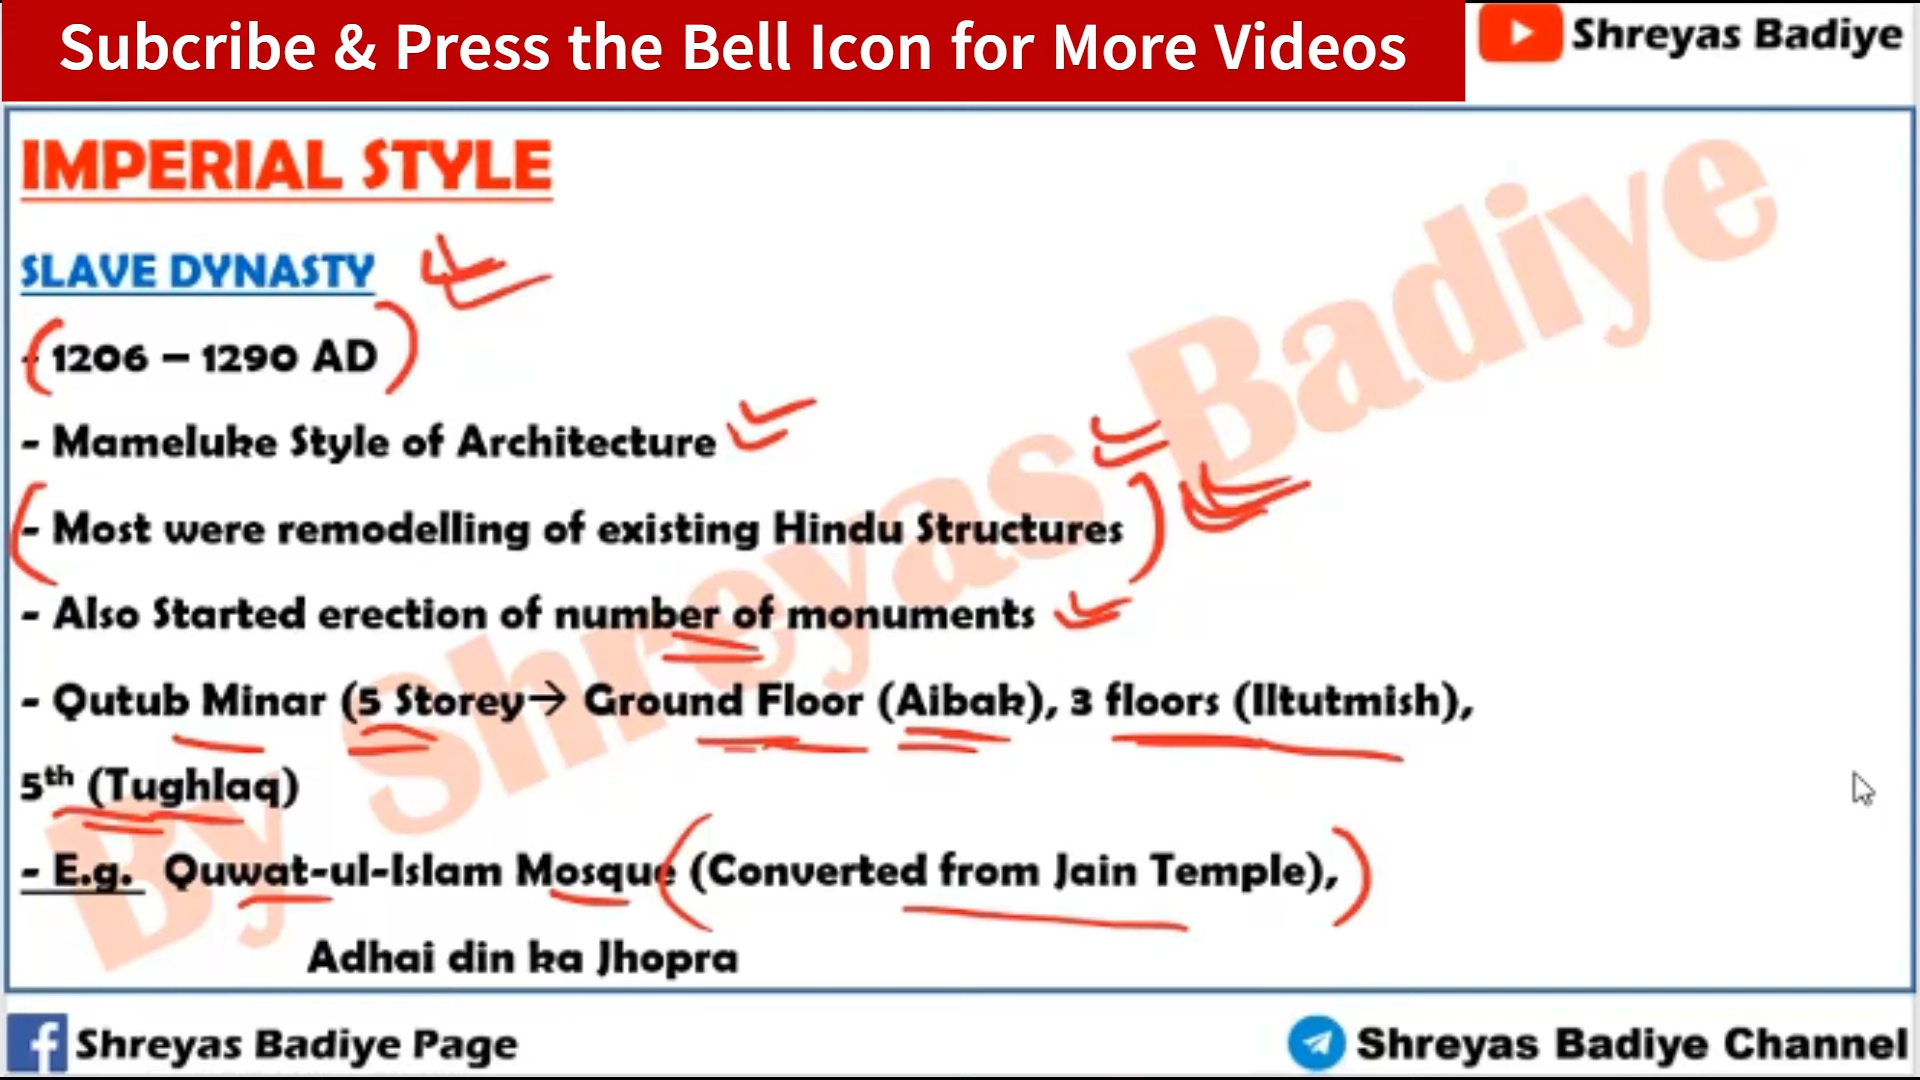 Subcribe & Press the Bell Icon for More Videos
Shreyas Badiye
IMPERIAL STYLE
SLAVE DYNASTY
- 1206 – 1290 AD
- Mameluke Style of Architecture
- Most were remodelling of existing Hindu Structures
- Also Started erection of number of monuments
- Qutub Minar (5 Storey→ Ground Floor (Aibak), 3 floors (Iltutmish),
5th (Tughlaq)
- E.g. Quwat-ul-Islam Mosque (Converted from Jain Temple),
Adhai din ka Jhopra
By Shreyas Badiye
Shreyas Badiye Page
Shreyas Badiye Channel